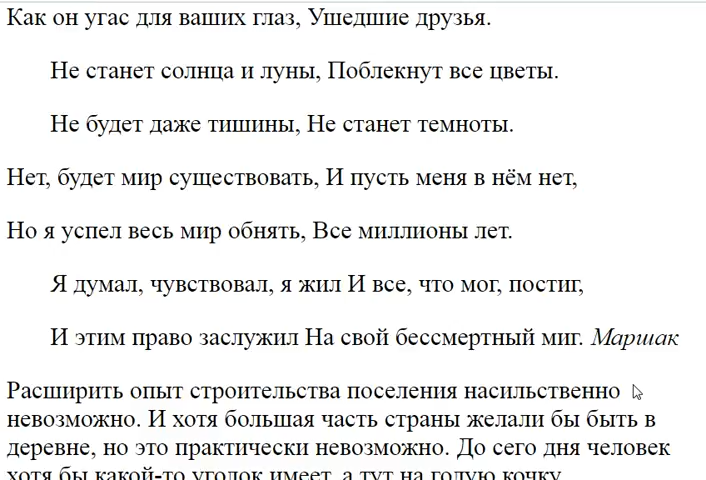 Как он угас для ваших глаз, Ушедшие друзья.
Не станет солнца и луны, Поблекнут все цветы.
Не будет даже тишины, Не станет темноты.
Нет, будет мир существовать, И пусть меня в нём нет,
Но я успел весь мир обнять, Все миллионы лет.
Я думал, чувствовал, я жил И все, что мог, постиг,
И этим право заслужил На свой бессмертный миг. Маршак
Расширить опыт строительства поселения насильственно
невозможно. И хотя большая часть страны желали бы быть в
деревне, но это практически невозможно. До сего дня человек
хотя бы какой-то уголок имеет, а тут на голую кочку